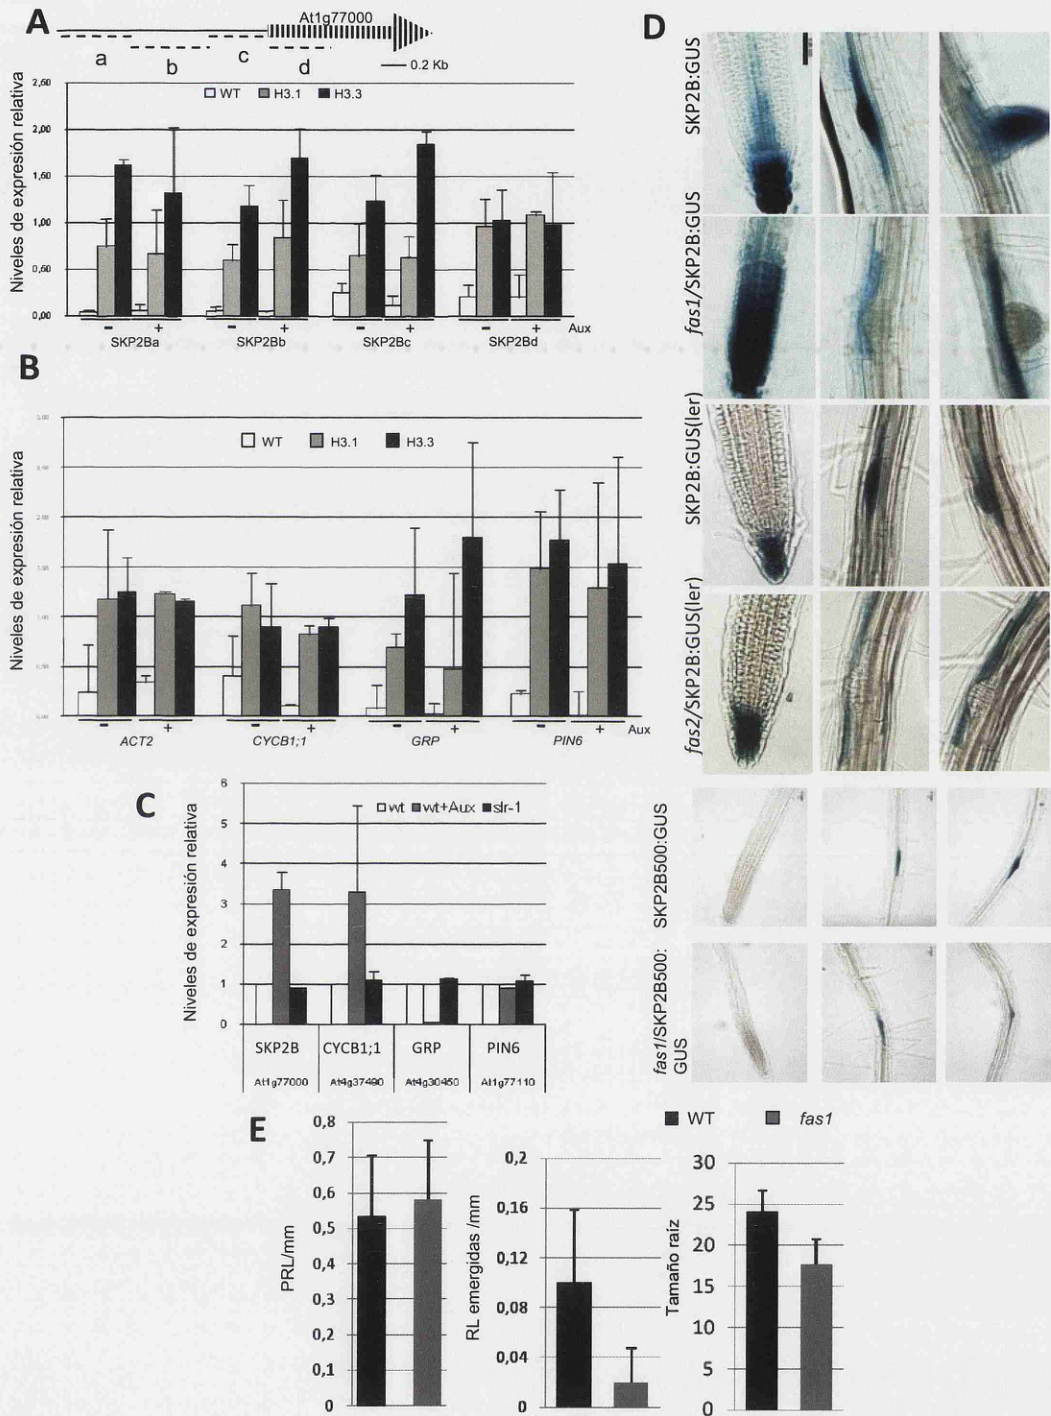 A
At1g77000
a
b
c
d
0.2 Kb
Niveles de expresión relativa
2,50
2,00
1,50
1,00
0,50
0,00
WT H3.1 H3.3
- + - + - + - + Aux
SKP2Ba SKP2Bb SKP2Bc SKP2Bd
B
Niveles de expresión relativa
WT H3.1 H3.3
- + - + - + - + Aux
ACT2 CYCB1;1 GRP PIN6
C
Niveles de expresión relativa
6
5
4
3
2
1
0
wt wt+Aux slr-1
SKP2B CYCB1;1 GRP PIN6
At1g77000 At4g37490 At4g30450 At1g77110
D
SKP2B:GUS
fas1/SKP2B:GUS
SKP2B:GUS(ler)
fas2/SKP2B:GUS(ler)
SKP2B500:GUS
fas1/SKP2B500:
GUS
E
WT fas1
PRL/mm
0,8
0,7
0,6
0,5
0,4
0,3
0,2
0,1
0
RL emergidas /mm
0,2
0,16
0,12
0,08
0,04
0
Tamaño raíz
30
25
20
15
10
5
0